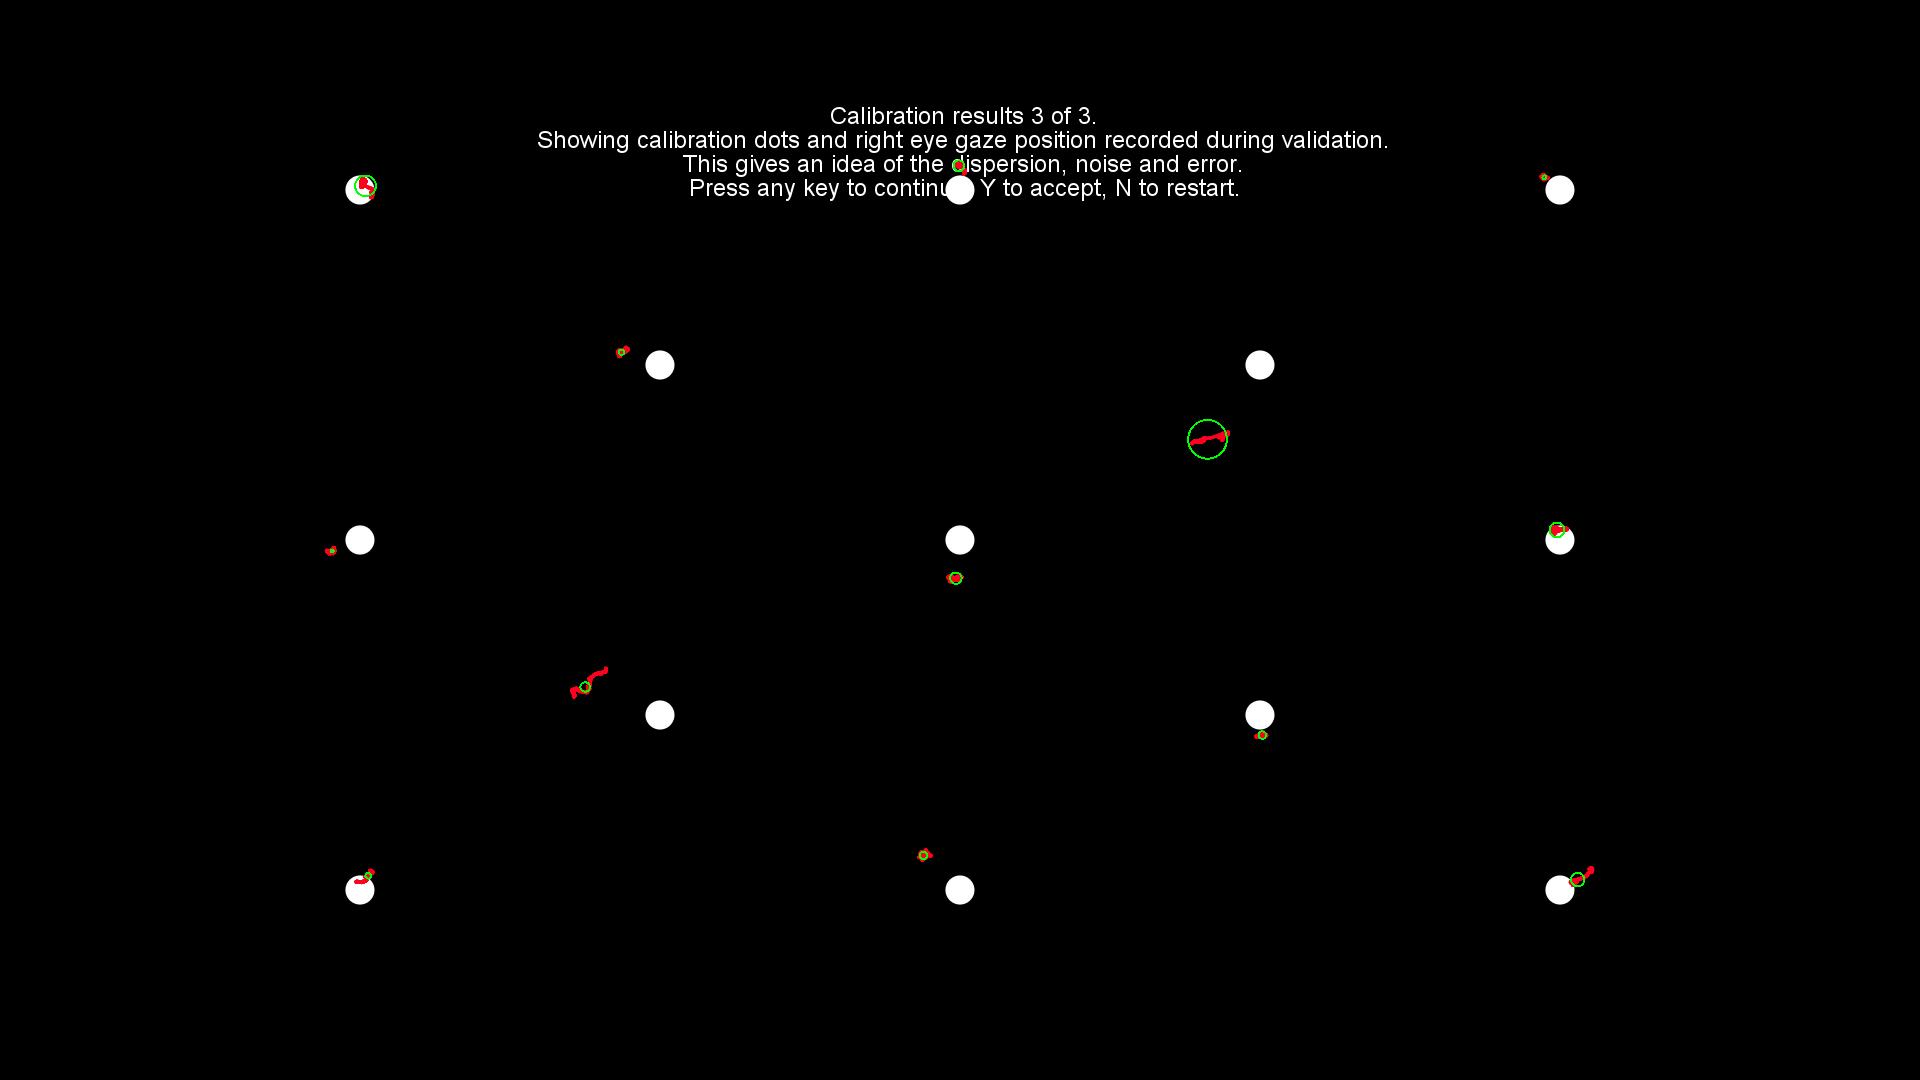 Calibration results 3 of 3.
Showing calibration dots and right eye gaze position recorded during validation.
This gives an idea of the dispersion, noise and error.
Press any key to continue Y to accept, N to restart.